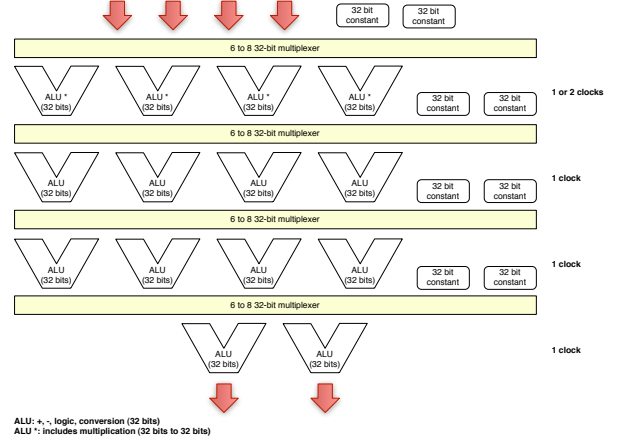 32 bit
constant
32 bit
constant
6 to 8 32-bit multiplexer
ALU *
(32 bits)
ALU *
(32 bits)
ALU *
(32 bits)
ALU *
(32 bits)
32 bit
constant
32 bit
constant
1 or 2 clocks
6 to 8 32-bit multiplexer
ALU
(32 bits)
ALU
(32 bits)
ALU
(32 bits)
ALU
(32 bits)
32 bit
constant
32 bit
constant
1 clock
6 to 8 32-bit multiplexer
ALU
(32 bits)
ALU
(32 bits)
ALU
(32 bits)
ALU
(32 bits)
32 bit
constant
32 bit
constant
1 clock
6 to 8 32-bit multiplexer
ALU
(32 bits)
ALU
(32 bits)
1 clock
ALU: +, -, logic, conversion (32 bits)
ALU *: includes multiplication (32 bits to 32 bits)